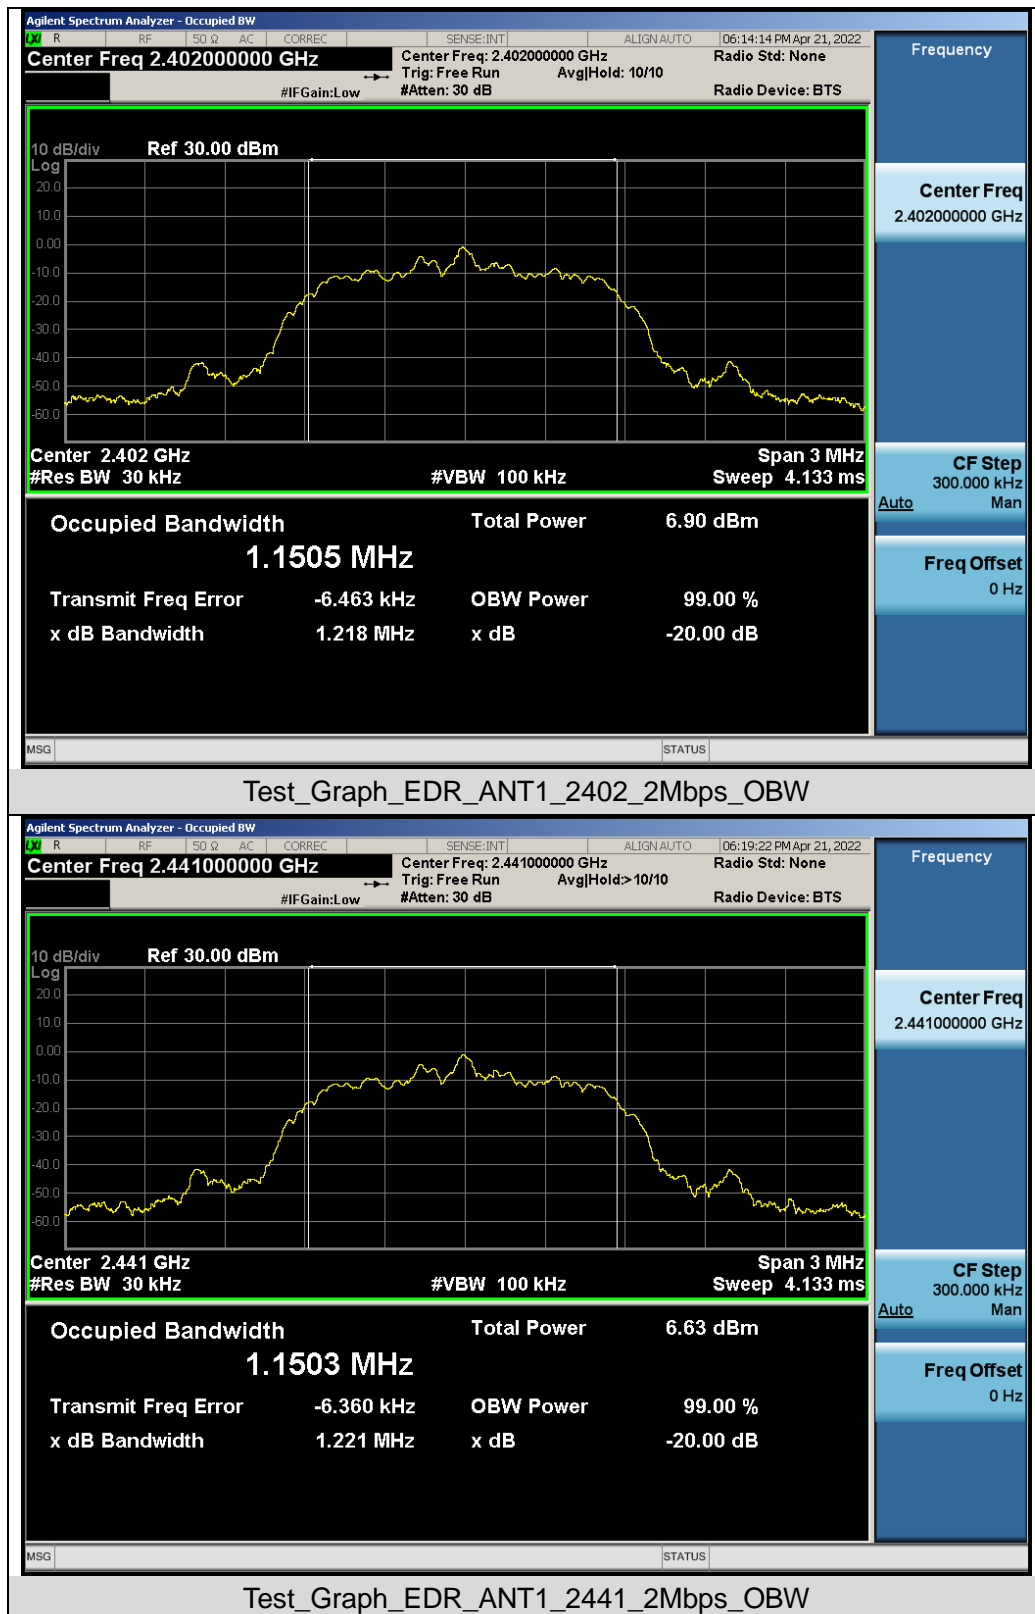 Agilent Spectrum Analyzer - Occupied BW
LXI R RF 50 Ω AC CORREC SENSE:INT ALIGN AUTO 06:14:14 PM Apr 21, 2022
Center Freq 2.402000000 GHz
Center Freq: 2.402000000 GHz
Radio Std: None
Trig: Free Run Avg|Hold: 10/10
#IFGain:Low
#Atten: 30 dB
Radio Device: BTS
10 dB/div Ref 30.00 dBm
Log
20.0
10.0
0.00
-10.0
-20.0
-30.0
-40.0
-50.0
-60.0
Center 2.402 GHz
Span 3 MHz
#Res BW 30 kHz
#VBW 100 kHz
Sweep 4.133 ms
Occupied Bandwidth
Total Power 6.90 dBm
1.1505 MHz
Transmit Freq Error -6.463 kHz
OBW Power 99.00 %
x dB Bandwidth 1.218 MHz
x dB -20.00 dB
MSG
STATUS
Frequency
Center Freq
2.402000000 GHz
CF Step
300.000 kHz
Auto Man
Freq Offset
0 Hz
Test_Graph_EDR_ANT1_2402_2Mbps_OBW
Agilent Spectrum Analyzer - Occupied BW
LXI R RF 50 Ω AC CORREC SENSE:INT ALIGN AUTO 06:19:22 PM Apr 21, 2022
Center Freq 2.441000000 GHz
Center Freq: 2.441000000 GHz
Radio Std: None
Trig: Free Run Avg|Hold:>10/10
#IFGain:Low
#Atten: 30 dB
Radio Device: BTS
10 dB/div Ref 30.00 dBm
Log
20.0
10.0
0.00
-10.0
-20.0
-30.0
-40.0
-50.0
-60.0
Center 2.441 GHz
Span 3 MHz
#Res BW 30 kHz
#VBW 100 kHz
Sweep 4.133 ms
Occupied Bandwidth
Total Power 6.63 dBm
1.1503 MHz
Transmit Freq Error -6.360 kHz
OBW Power 99.00 %
x dB Bandwidth 1.221 MHz
x dB -20.00 dB
MSG
STATUS
Frequency
Center Freq
2.441000000 GHz
CF Step
300.000 kHz
Auto Man
Freq Offset
0 Hz
Test_Graph_EDR_ANT1_2441_2Mbps_OBW